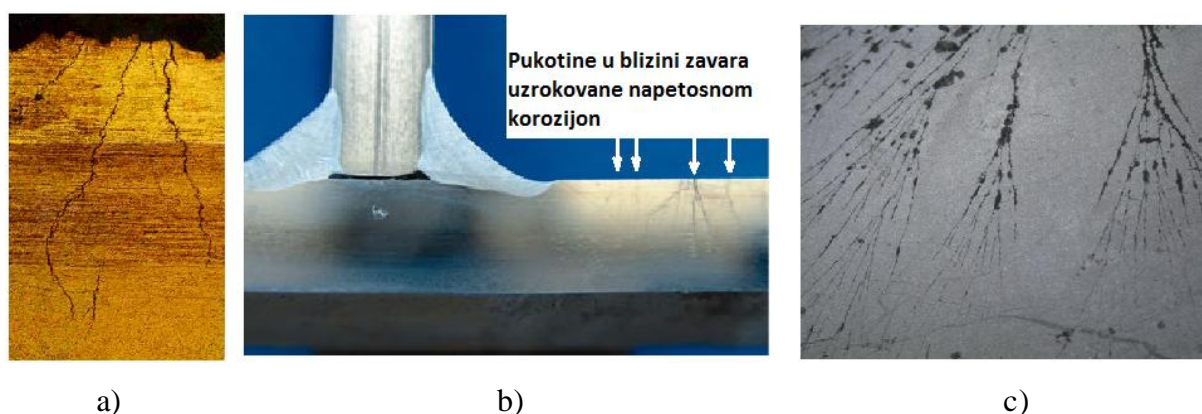 Pukotine u blizini zavara
uzrokovane napetosnom
korozijon
a)
b)
c)